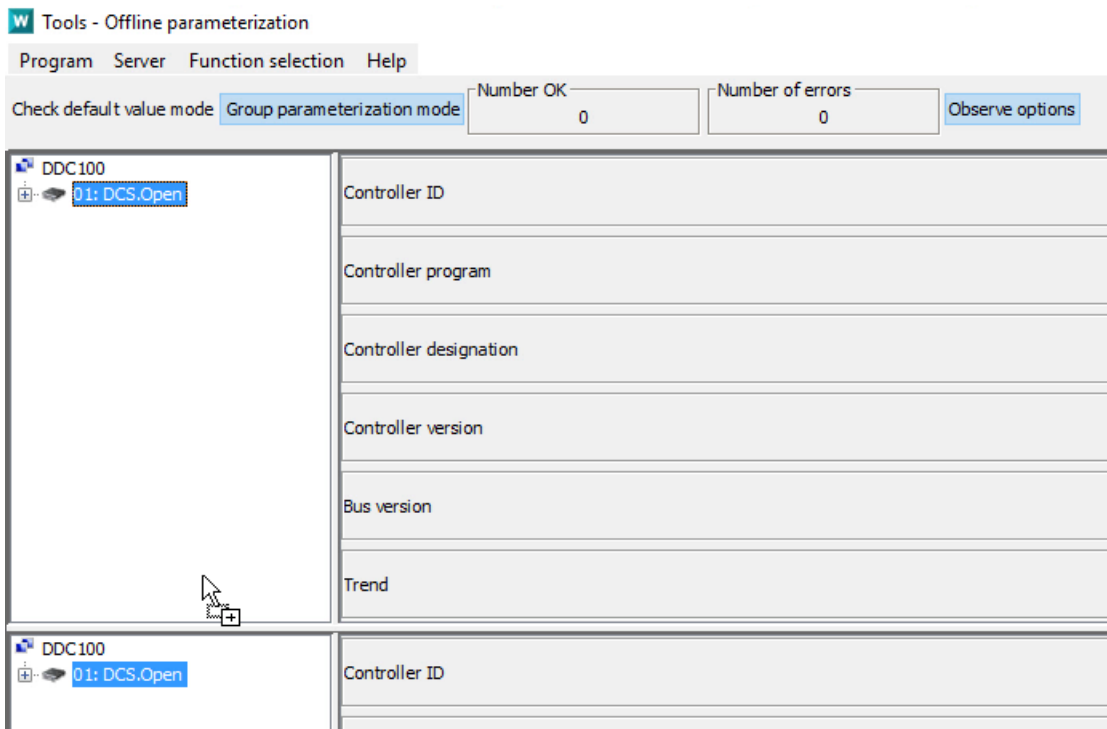 W Tools - Offline parameterization
Program Server Function selection Help
Check default value mode Group parameterization mode Number OK 0 Number of errors 0 Observe options
DDC100
01: DCS.Open
Controller ID
Controller program
Controller designation
Controller version
Bus version
Trend
DDC100
01: DCS.Open
Controller ID